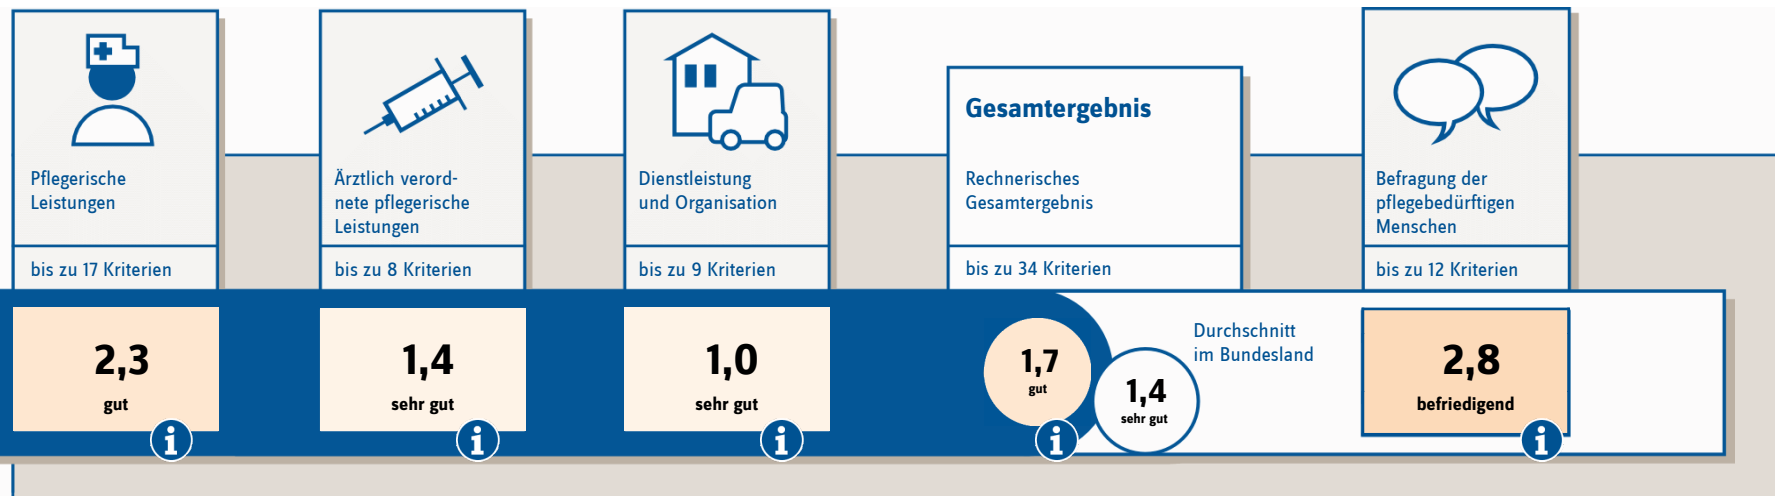 Pflegerische
Leistungen
bis zu 17 Kriterien
2,3
gut
i
Ärztlich verord-
nete pflegerische
Leistungen
bis zu 8 Kriterien
1,4
sehr gut
i
Dienstleistung
und Organisation
bis zu 9 Kriterien
1,0
sehr gut
i
Gesamtergebnis
Rechnerisches
Gesamtergebnis
bis zu 34 Kriterien
1,7
gut
i
Durchschnitt
im Bundesland
1,4
sehr gut
Befragung der
pflegebedürftigen
Menschen
bis zu 12 Kriterien
2,8
befriedigend
i